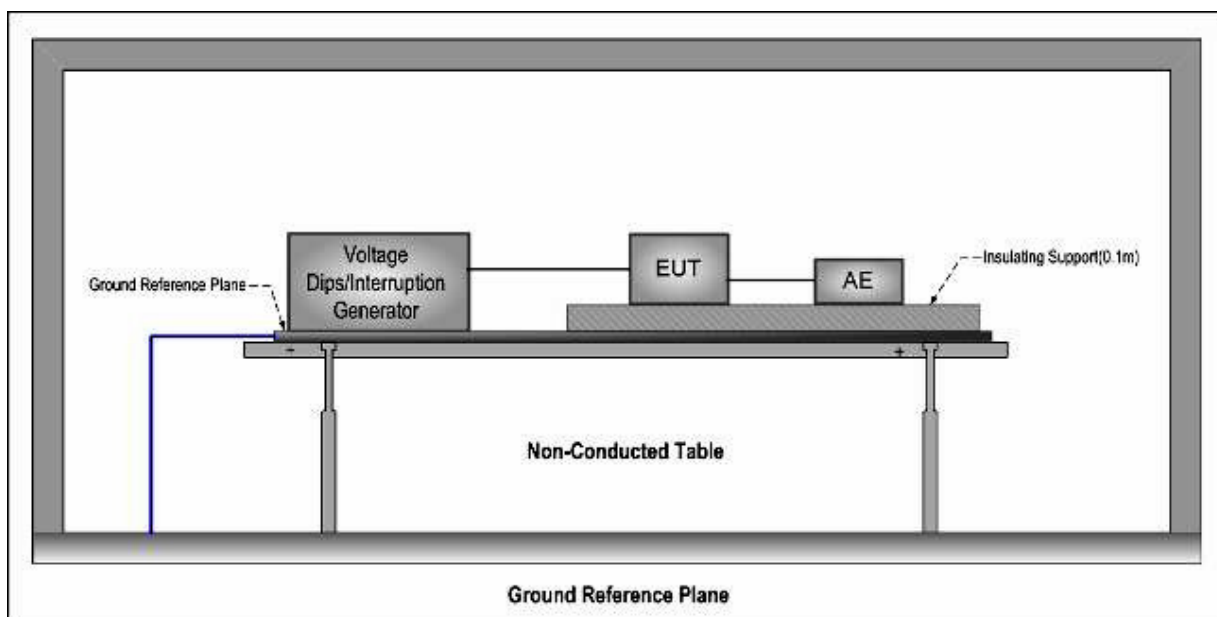 Voltage
Dips/Interruption
Generator
EUT
AE
Insulating Support(0.1m)
Ground Reference Plane
-
+
Non-Conducted Table
Ground Reference Plane